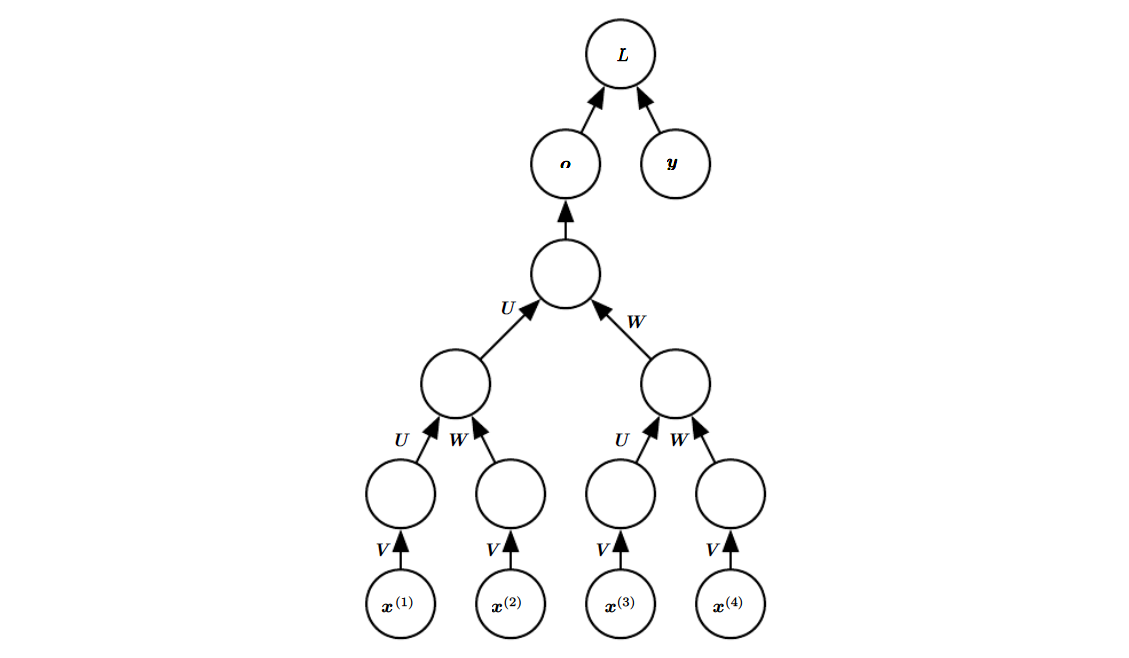 L
o y
U W
U W U W
V V V V
x^(1) x^(2) x^(3) x^(4)